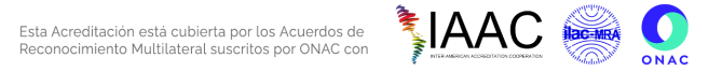 Esta Acreditación está cubierta por los Acuerdos de
Reconocimiento Multilateral suscritos por ONAC con
IAAC
INTER-AMERICAN ACCREDITATION COOPERATION
ilac-MRA
ONAC